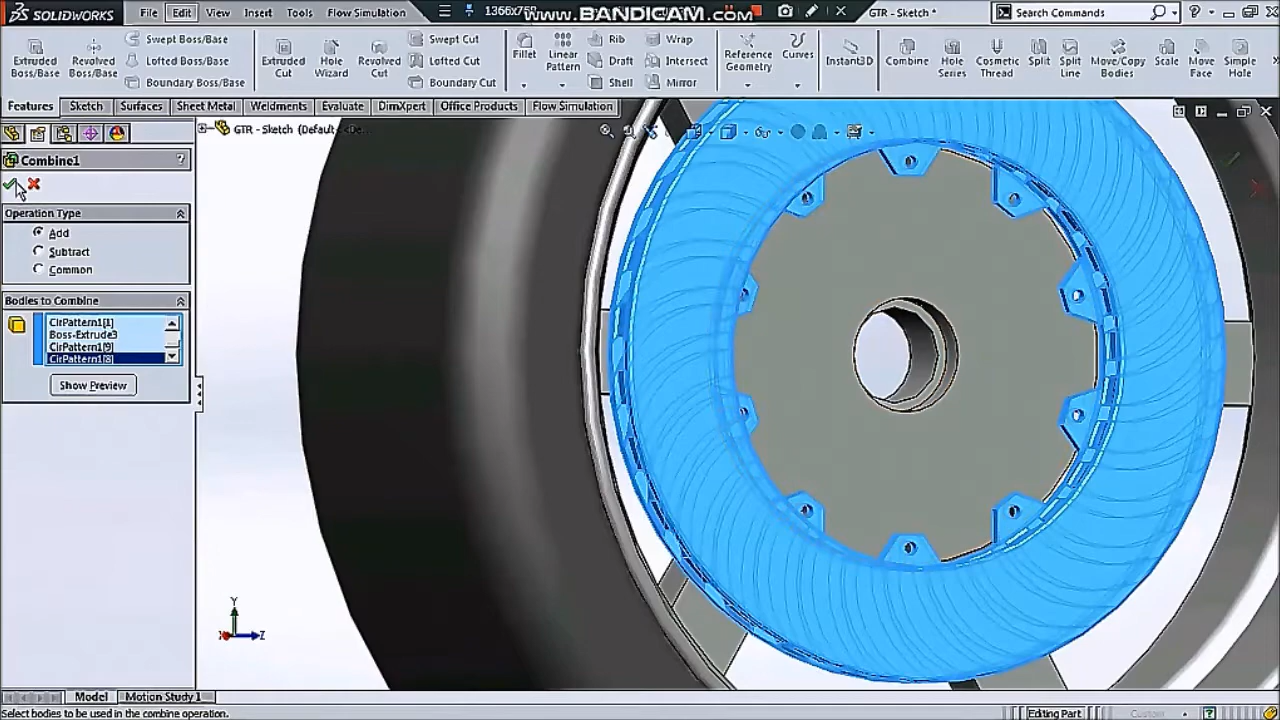 SOLIDWORKS File Edit View Insert Tools Flow Simulation 1366x768 www.BANDICAM.com GTR - Sketch * Search Commands
Extruded Boss/Base
Swept Boss/Base
Lofted Boss/Base
Boundary Boss/Base
Extruded Cut
Hole Wizard
Revolved Cut
Swept Cut
Lofted Cut
Boundary Cut
Fillet
Linear Pattern
Rib
Draft
Shell
Wrap
Intersect
Mirror
Reference Geometry
Curves
Instant3D
Combine
Hole Series
Cosmetic Thread
Split
Split Line
Move/Copy Bodies
Scale
Move Face
Simple Hole
Features Sketch Surfaces Sheet Metal Weldments Evaluate DimXpert Office Products Flow Simulation
GTR - Sketch (Default
Combine1 ?
Operation Type
Add
Subtract
Common
Bodies to Combine
CirPattern1[1]
Boss-Extrude3
CirPattern1[9]
CirPattern1[8]
Show Preview
Y
X
Z
Model Motion Study 1
Select bodies to be used in the combine operation. Editing Part Custom